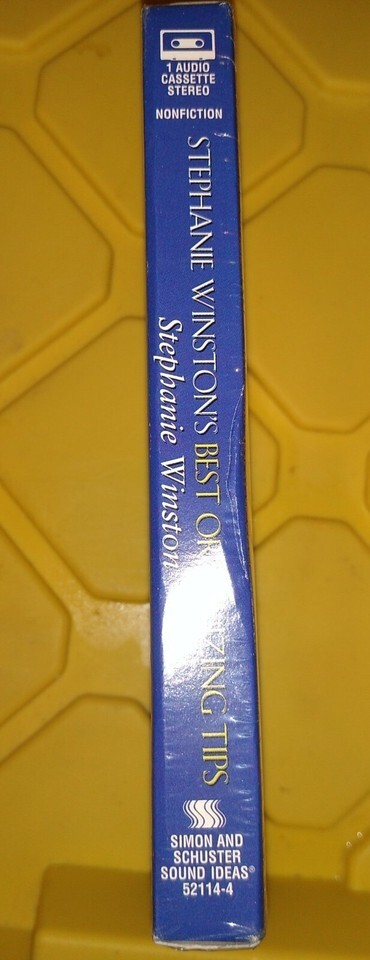 1 AUDIO
CASSETTE
STEREO
NONFICTION
STEPHANIE WINSTON'S BEST TIPS
Stephanie Winston
SIMON AND
SCHUSTER
SOUND IDEAS®
52114-4